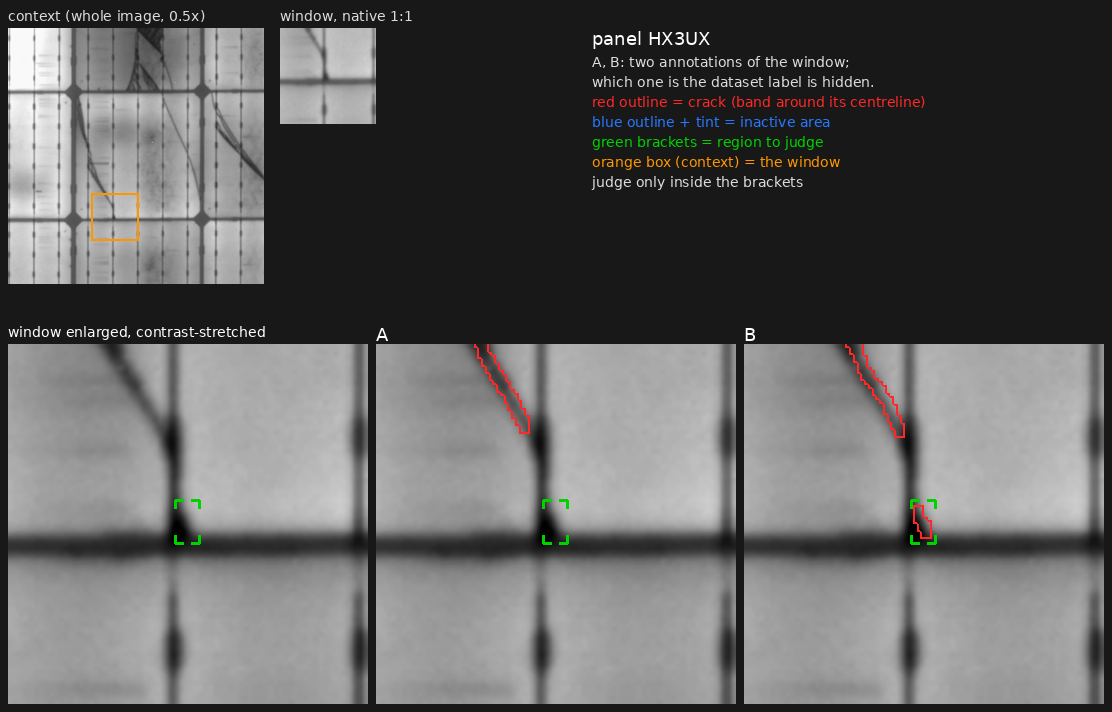 context (whole image, 0.5x)
window, native 1:1
panel HX3UX
A, B: two annotations of the window;
which one is the dataset label is hidden.
red outline = crack (band around its centreline)
blue outline + tint = inactive area
green brackets = region to judge
orange box (context) = the window
judge only inside the brackets
window enlarged, contrast-stretched
A
B